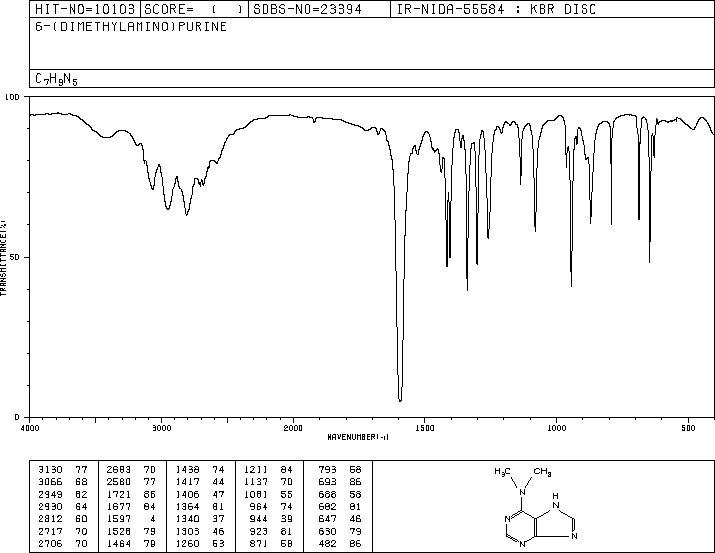 HIT-NO=10103 SCORE= ( ) SDBS-NO=23394 IR-NIDA-55584 : KBR DISC
6-(DIMETHYLAMINO)PURINE
C7H9N5
100
TRANSMITTANCE(%)
50
0
4000 3000 2000 1500 1000 500
WAVENUMBER(-1)
3130 77 2683 70 1438 74 1211 84 793 58
3066 68 2580 77 1417 44 1137 70 693 86
2949 62 1721 86 1406 47 1081 55 688 58
2930 64 1677 84 1364 81 964 74 682 81
2812 60 1597 4 1340 37 944 39 647 46
2717 70 1528 79 1303 46 923 81 630 79
2706 70 1464 79 1260 53 871 58 482 86
H3C CH3
N
H
N N
N N